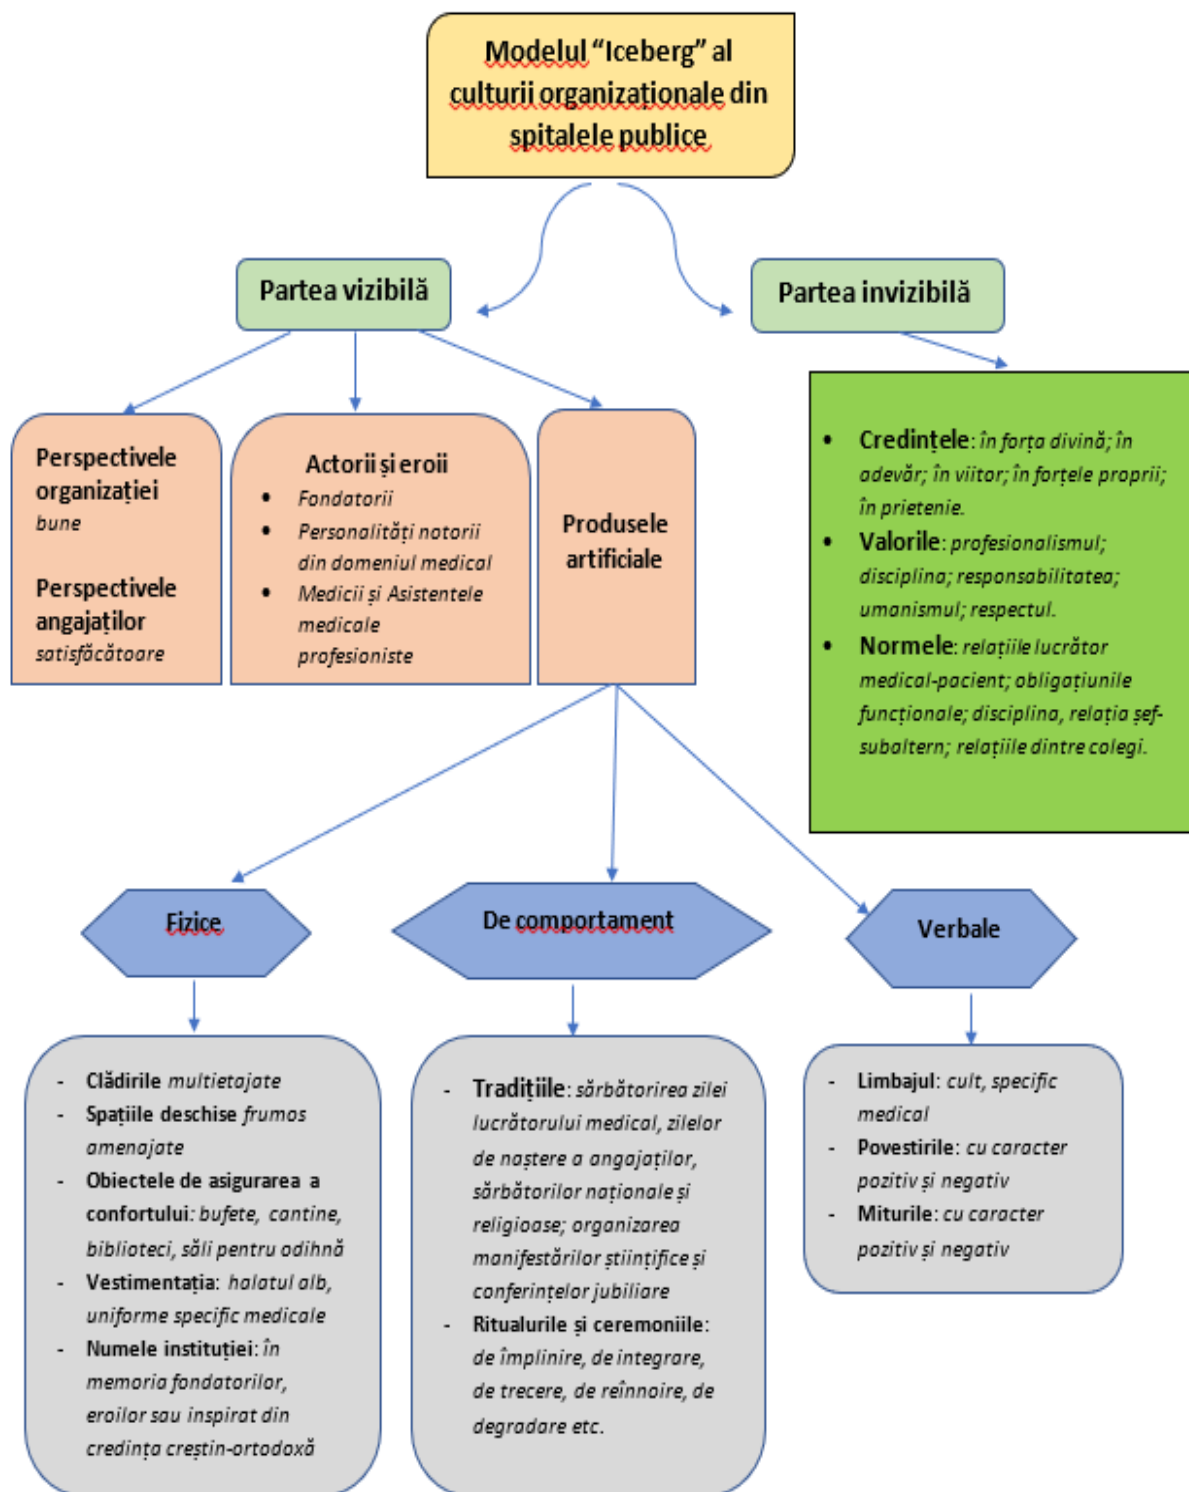 Modelul “Iceberg” al
culturii organizaționale din
spitalele publice
Partea vizibilă
Partea invizibilă
Perspectivele
organizației
bune
Perspectivele
angajaților
satisfăcătoare
Actorii și eroii
• Fondatorii
• Personalități notorii
din domeniul medical
• Medicii și Asistentele
medicale
profesioniste
Produsele
artificiale
• Credințele: în forța divină; în
adevăr; în viitor; în forțele proprii;
în prietenie.
• Valorile: profesionalismul;
disciplina; responsabilitatea;
umanismul; respectul.
• Normele: relațiile lucrător
medical-pacient; obligațiunile
funcționale; disciplina, relația șef-
subaltern; relațiile dintre colegi.
Fizice
De comportament
Verbale
- Clădirile multietajate
- Spațiile deschise frumos
amenajate
- Obiectele de asigurarea a
confortului: bufete, cantine,
biblioteci, săli pentru odihnă
- Vestimentația: halatul alb,
uniforme specific medicale
- Numele instituției: în
memoria fondatorilor,
eroilor sau inspirat din
credința creștin-ortodoxă
- Tradițiile: sărbătorirea zilei
lucrătorului medical, zilelor
de naștere a angajaților,
sărbătorilor naționale și
religioase; organizarea
manifestărilor științifice și
conferințelor jubiliare
- Ritualurile și ceremoniile:
de împlinire, de integrare,
de trecere, de reînnoire, de
degradare etc.
- Limbajul: cult, specific
medical
- Povestirile: cu caracter
pozitiv și negativ
- Miturile: cu caracter
pozitiv și negativ